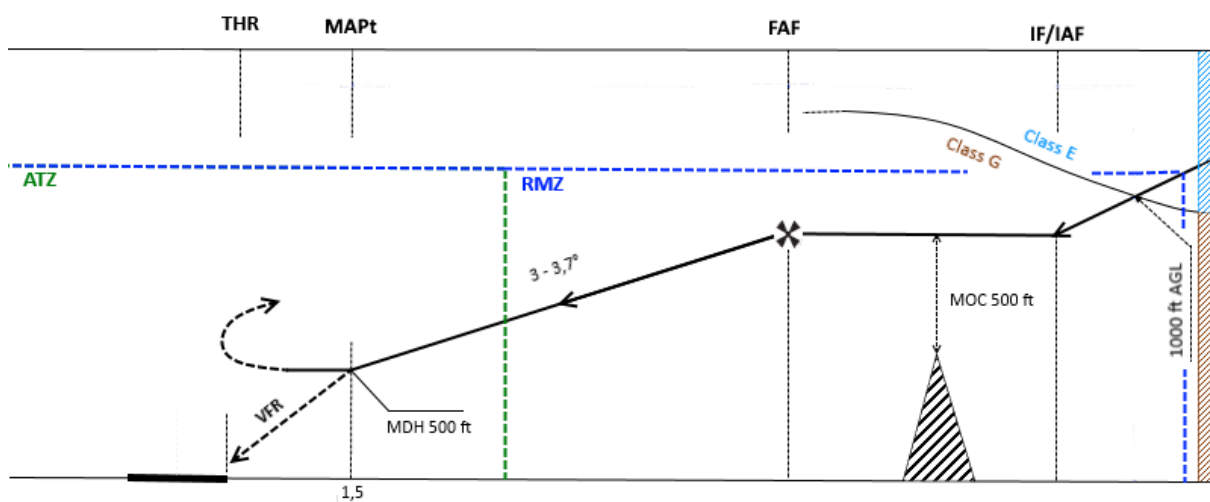 THR
MAPt
FAF
IF/IAF
Class G
Class E
ATZ
RMZ
3 - 3,7°
MOC 500 ft
1000 ft AGL
VFR
MDH 500 ft
1,5